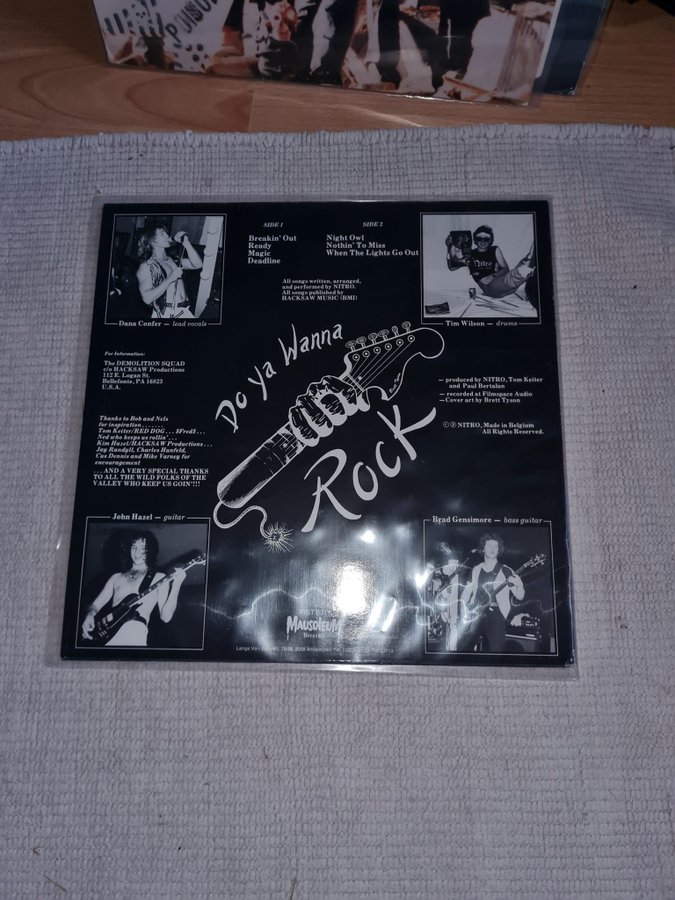 POISON
SIDE 1
Breakin' Out
Ready
Magic
Deadline
SIDE 2
Night Owl
Nothin' To Miss
When The Lights Go Out
All songs written, arranged,
and performed by NITRO.
All songs published by
HACKSAW MUSIC (BMI)
Dana Confer — lead vocals
Tim Wilson — drums
For Information:
The DEMOLITION SQUAD
c/o HACKSAW Productions
112 E. Logan St.
Bellefonte, PA 16823
U.S.A.
Do Ya Wanna
Rock
— produced by NITRO, Tom Keiter
and Paul Bertalan
— recorded at Filmspace Audio
—Cover art by Brett Tyson
Ⓒ Ⓟ NITRO, Made in Belgium
All Rights Reserved.
Thanks to Bob and Nels
for inspiration . . . . . . .
Tom Keiter/RED DOG . . . $Fred$ . . .
Ned who keeps us rollin' . . .
Kim Hazel/HACKSAW Productions . . .
Jay Randyll, Charles Hunfeld,
Cus Dennis and Mike Varney for
encouragement
. . . AND A VERY SPECIAL THANKS
TO ALL THE WILD FOLKS OF THE
VALLEY WHO KEEP US GOIN'!!!
John Hazel — guitar
Brad Gensimore — bass guitar
MAUSOLEUM